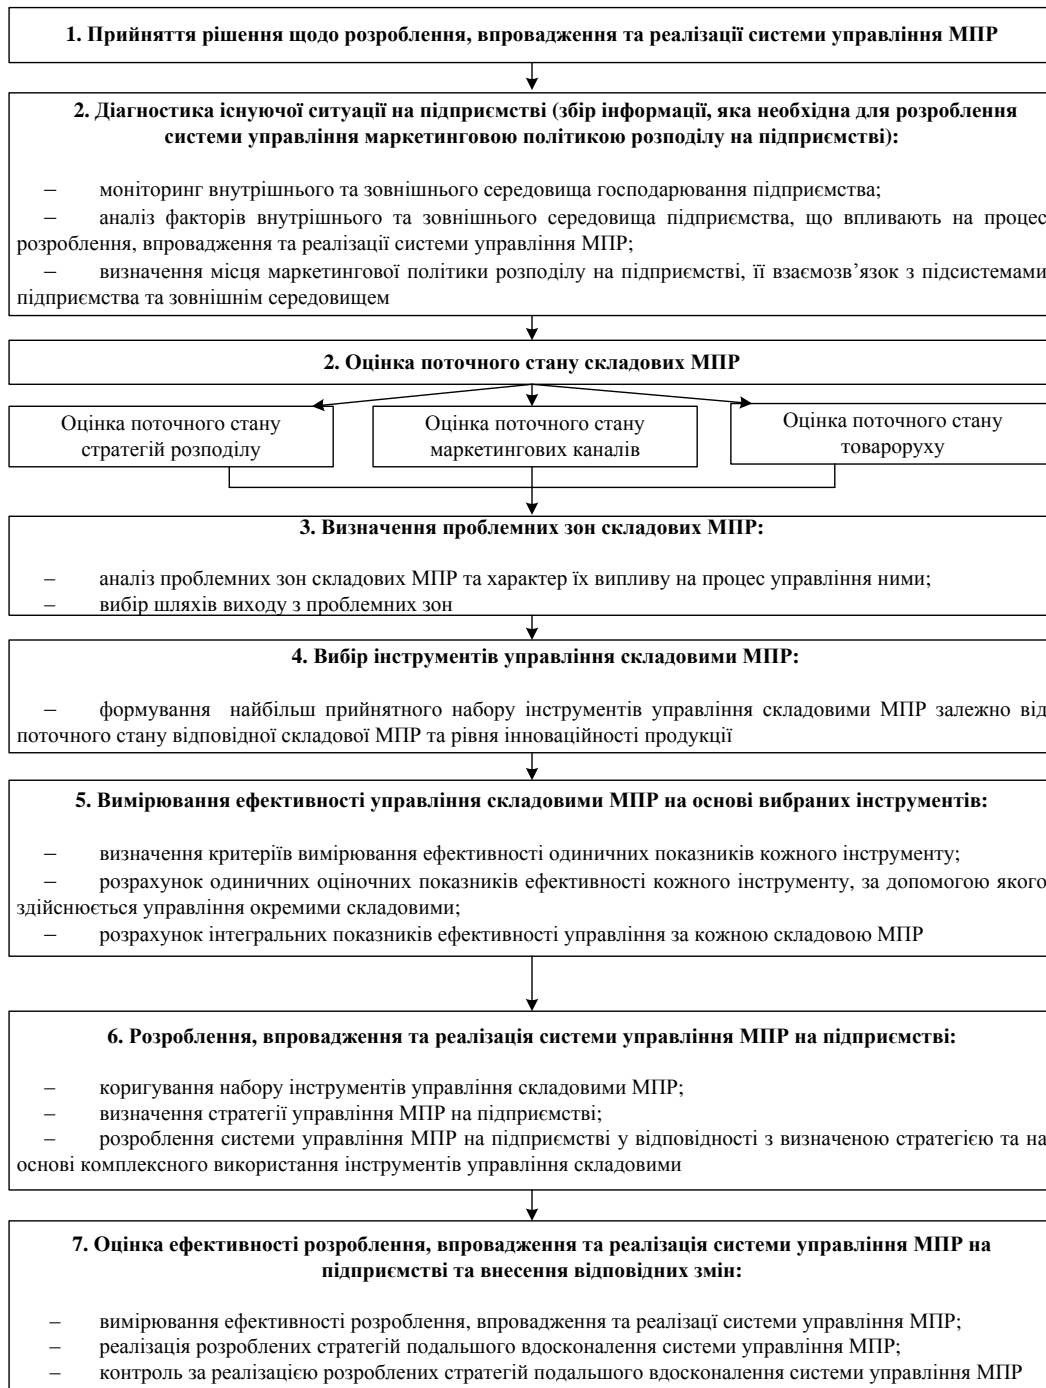 1. Прийняття рішення щодо розроблення, впровадження та реалізації системи управління МПР
2. Діагностика існуючої ситуації на підприємстві (збір інформації, яка необхідна для розроблення
системи управління маркетинговою політикою розподілу на підприємстві):
– моніторинг внутрішнього та зовнішнього середовища господарювання підприємства;
– аналіз факторів внутрішнього та зовнішнього середовища підприємства, що впливають на процес
розроблення, впровадження та реалізації системи управління МПР;
– визначення місця маркетингової політики розподілу на підприємстві, її взаємозв’язок з підсистемами
підприємства та зовнішнім середовищем
2. Оцінка поточного стану складових МПР
Оцінка поточного стану
стратегій розподілу
Оцінка поточного стану
маркетингових каналів
Оцінка поточного стану
товароруху
3. Визначення проблемних зон складових МПР:
– аналіз проблемних зон складових МПР та характер їх випливу на процес управління ними;
– вибір шляхів виходу з проблемних зон
4. Вибір інструментів управління складовими МПР:
– формування найбільш прийнятного набору інструментів управління складовими МПР залежно від
поточного стану відповідної складової МПР та рівня інноваційності продукції
5. Вимірювання ефективності управління складовими МПР на основі вибраних інструментів:
– визначення критеріїв вимірювання ефективності одиничних показників кожного інструменту;
– розрахунок одиничних оціночних показників ефективності кожного інструменту, за допомогою якого
здійснюється управління окремими складовими;
– розрахунок інтегральних показників ефективності управління за кожною складовою МПР
6. Розроблення, впровадження та реалізація системи управління МПР на підприємстві:
– коригування набору інструментів управління складовими МПР;
– визначення стратегії управління МПР на підприємстві;
– розроблення системи управління МПР на підприємстві у відповідності з визначеною стратегією та на
основі комплексного використання інструментів управління складовими
7. Оцінка ефективності розроблення, впровадження та реалізація системи управління МПР на
підприємстві та внесення відповідних змін:
– вимірювання ефективності розроблення, впровадження та реалізацї системи управління МПР;
– реалізація розроблених стратегій подальшого вдосконалення системи управління МПР;
– контроль за реалізацією розроблених стратегій подальшого вдосконалення системи управління МПР